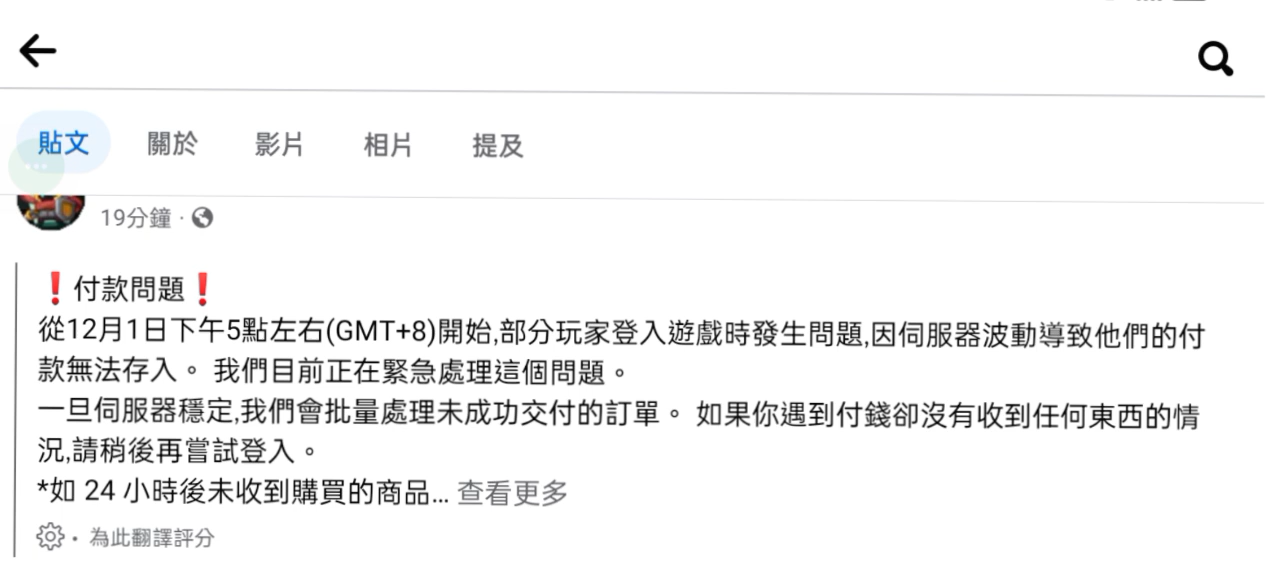 貼文 關於 影片 相片 提及
19分鐘 ·
❗付款問題❗
從12月1日下午5點左右(GMT+8)開始,部分玩家登入遊戲時發生問題,因伺服器波動導致他們的付
款無法存入。 我們目前正在緊急處理這個問題。
一旦伺服器穩定,我們會批量處理未成功交付的訂單。 如果你遇到付錢卻沒有收到任何東西的情
況,請稍後再嘗試登入。
*如 24 小時後未收到購買的商品... 查看更多
· 為此翻譯評分